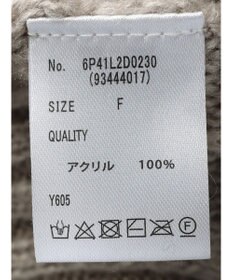 No. 6P41L2D0230
(93444017)
SIZE F
QUALITY
アクリル 100%
Y605